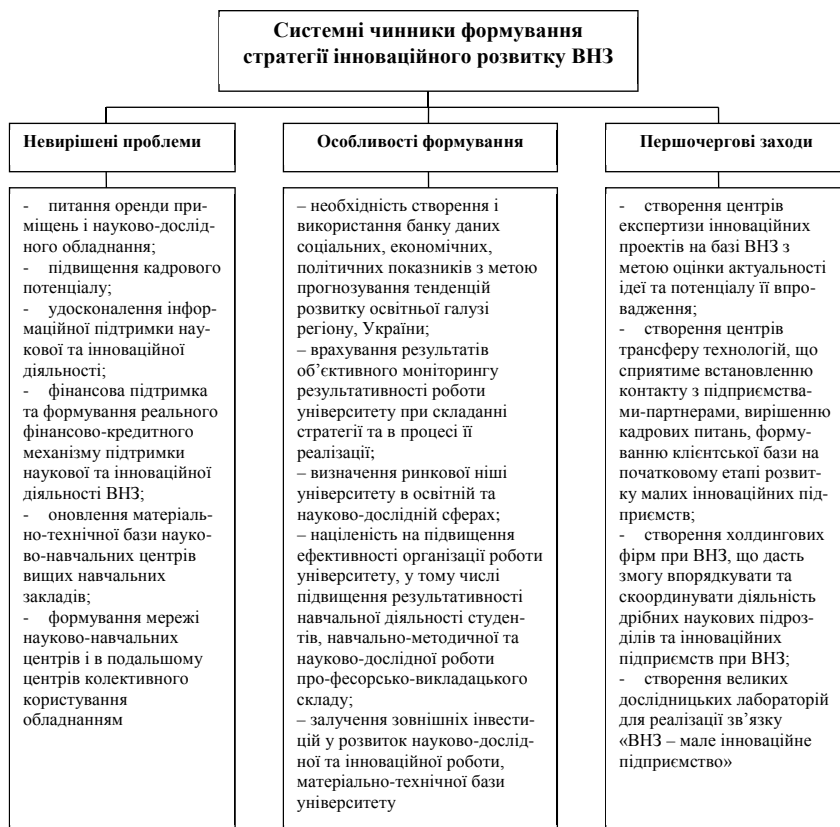 Системні чинники формування
стратегії інноваційного розвитку ВНЗ
Невирішені проблеми
- питання оренди при-
міщень і науково-дослід-
ного обладнання;
- підвищення кадрового
потенціалу;
- удосконалення інфор-
маційної підтримки нау-
кової та інноваційної
діяльності;
- фінансова підтримка
та формування реального
фінансово-кредитного
механізму підтримки
наукової та інноваційної
діяльності ВНЗ;
- оновлення матеріаль-
но-технічної бази науко-
во-навчальних центрів
вищих навчальних
закладів;
- формування мережі
науково-навчальних
центрів і в подальшому
центрів колективного
користування
обладнанням
Особливості формування
– необхідність створення і
використання банку даних
соціальних, економічних,
політичних показників з метою
прогнозування тенденцій
розвитку освітньої галузі
регіону, України;
– врахування результатів
об’єктивного моніторингу
результативності роботи
університету при складанні
стратегії та в процесі її
реалізації;
– визначення ринкової ніші
університету в освітній та
науково-дослідній сферах;
– націленість на підвищення
ефективності організації роботи
університету, у тому числі
підвищення результативності
навчальної діяльності студен-
тів, навчально-методичної та
науково-дослідної роботи
про-фесорсько-викладацького
складу;
– залучення зовнішніх інвести-
цій у розвиток науково-дослід-
ної та інноваційної роботи,
матеріально-технічної бази
університету
Першочергові заходи
- створення центрів
експертизи інноваційних
проектів на базі ВНЗ з
метою оцінки актуальності
ідеї та потенціалу її впро-
вадження;
- створення центрів
трансферу технологій, що
сприятиме встановленню
контакту з підприємства-
ми-партнерами, вирішенню
кадрових питань, форму-
ванню клієнтської бази на
початковому етапі розвит-
ку малих інноваційних під-
приємств;
- створення холдингових
фірм при ВНЗ, що дасть
змогу впорядкувати та
скоординувати діяльність
дрібних наукових підроз-
ділів та інноваційних
підприємств при ВНЗ;
- створення великих
дослідницьких лабораторій
для реалізації зв’язку
«ВНЗ – мале інноваційне
підприємство»